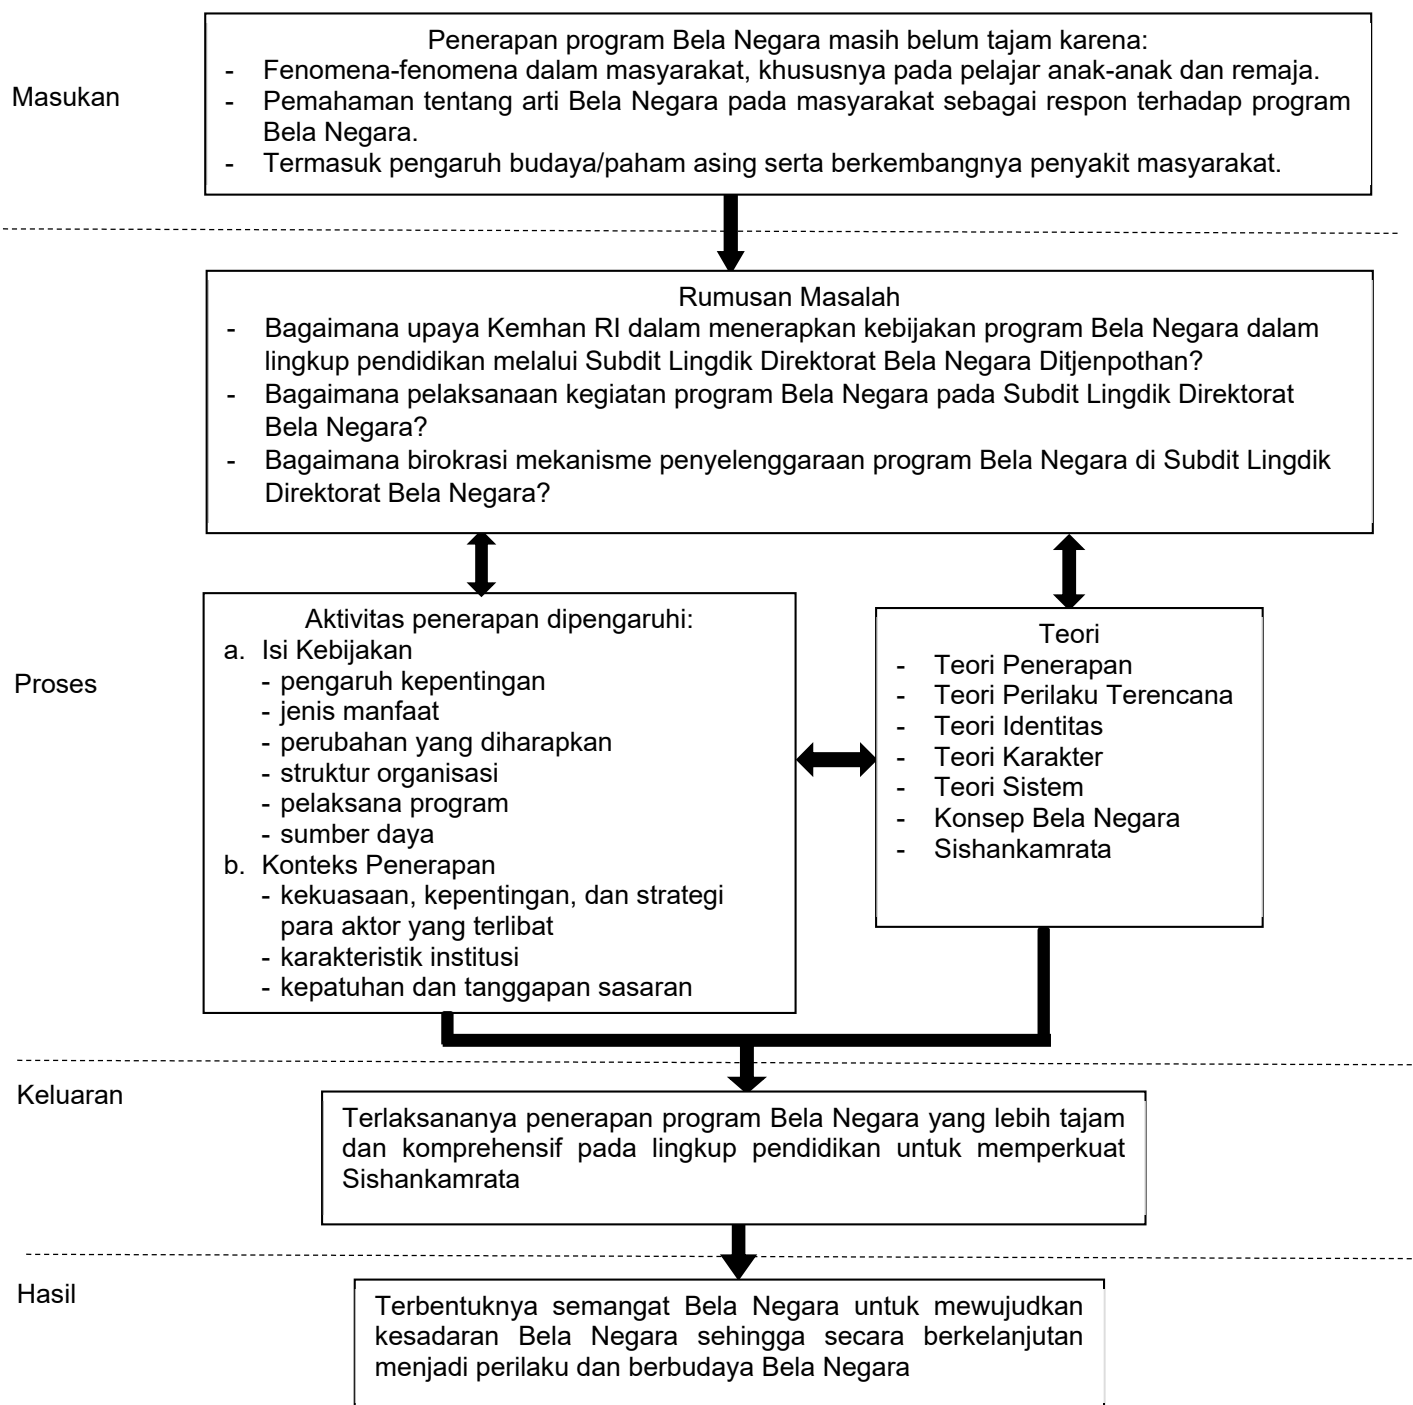 Masukan
Penerapan program Bela Negara masih belum tajam karena:
- Fenomena-fenomena dalam masyarakat, khususnya pada pelajar anak-anak dan remaja.
- Pemahaman tentang arti Bela Negara pada masyarakat sebagai respon terhadap program
Bela Negara.
- Termasuk pengaruh budaya/paham asing serta berkembangnya penyakit masyarakat.
Rumusan Masalah
- Bagaimana upaya Kemhan RI dalam menerapkan kebijakan program Bela Negara dalam
lingkup pendidikan melalui Subdit Lingdik Direktorat Bela Negara Ditjenpothan?
- Bagaimana pelaksanaan kegiatan program Bela Negara pada Subdit Lingdik Direktorat
Bela Negara?
- Bagaimana birokrasi mekanisme penyelenggaraan program Bela Negara di Subdit Lingdik
Direktorat Bela Negara?
Proses
Aktivitas penerapan dipengaruhi:
a. Isi Kebijakan
- pengaruh kepentingan
- jenis manfaat
- perubahan yang diharapkan
- struktur organisasi
- pelaksana program
- sumber daya
b. Konteks Penerapan
- kekuasaan, kepentingan, dan strategi
para aktor yang terlibat
- karakteristik institusi
- kepatuhan dan tanggapan sasaran
Teori
- Teori Penerapan
- Teori Perilaku Terencana
- Teori Identitas
- Teori Karakter
- Teori Sistem
- Konsep Bela Negara
- Sishankamrata
Keluaran
Terlaksananya penerapan program Bela Negara yang lebih tajam
dan komprehensif pada lingkup pendidikan untuk memperkuat
Sishankamrata
Hasil
Terbentuknya semangat Bela Negara untuk mewujudkan
kesadaran Bela Negara sehingga secara berkelanjutan
menjadi perilaku dan berbudaya Bela Negara